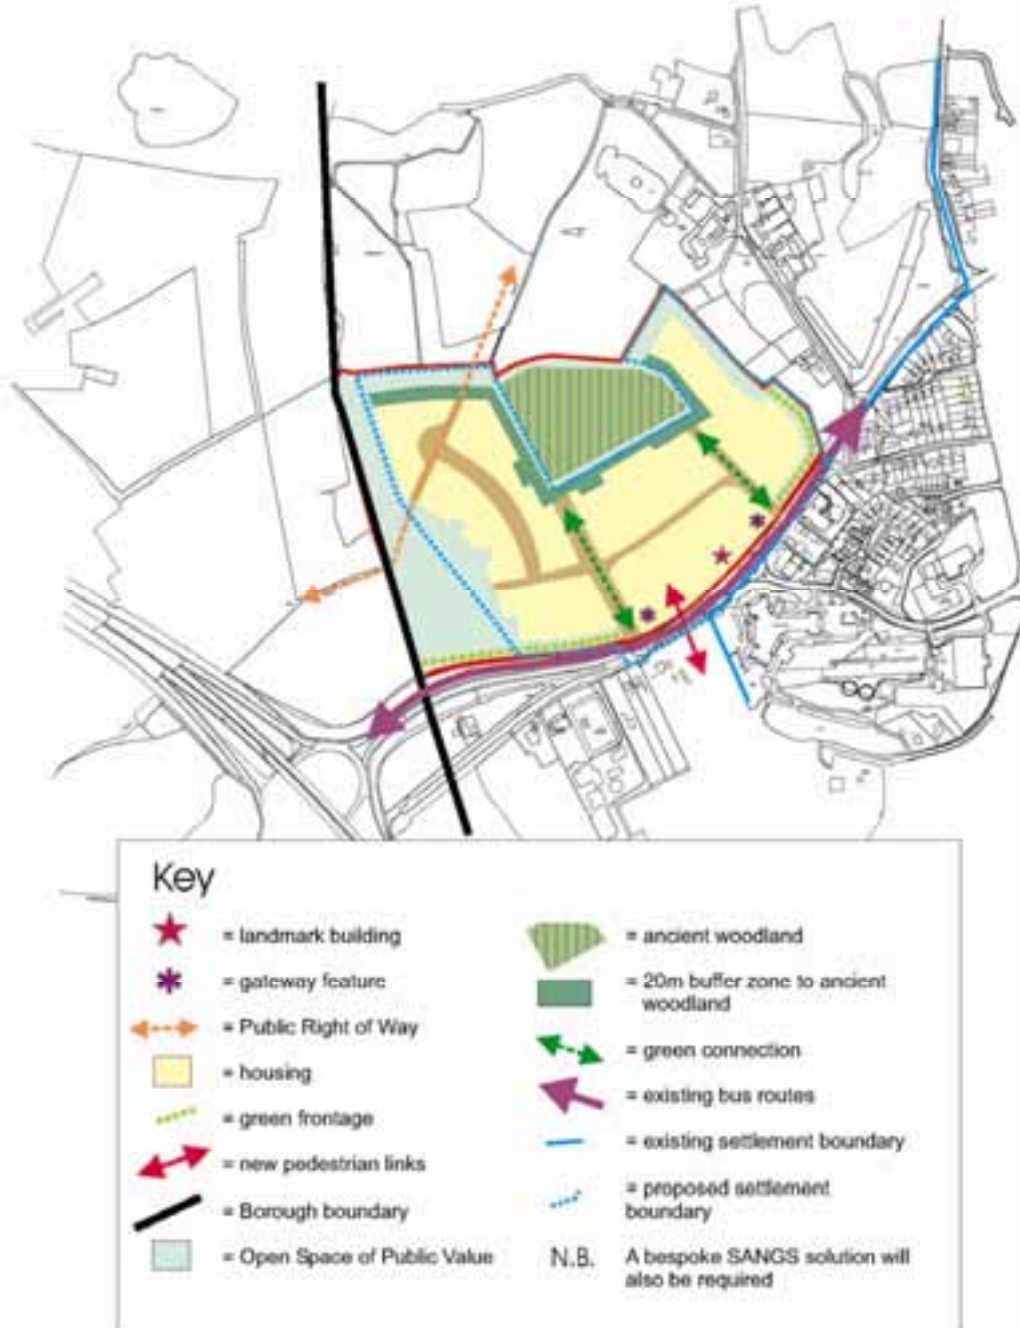 Key
= landmark building
= gateway feature
= Public Right of Way
= housing
= green frontage
= new pedestrian links
= Borough boundary
= Open Space of Public Value
= ancient woodland
= 20m buffer zone to ancient
woodland
= green connection
= existing bus routes
= existing settlement boundary
= proposed settlement
boundary
N.B. A bespoke SANGS solution will
also be required